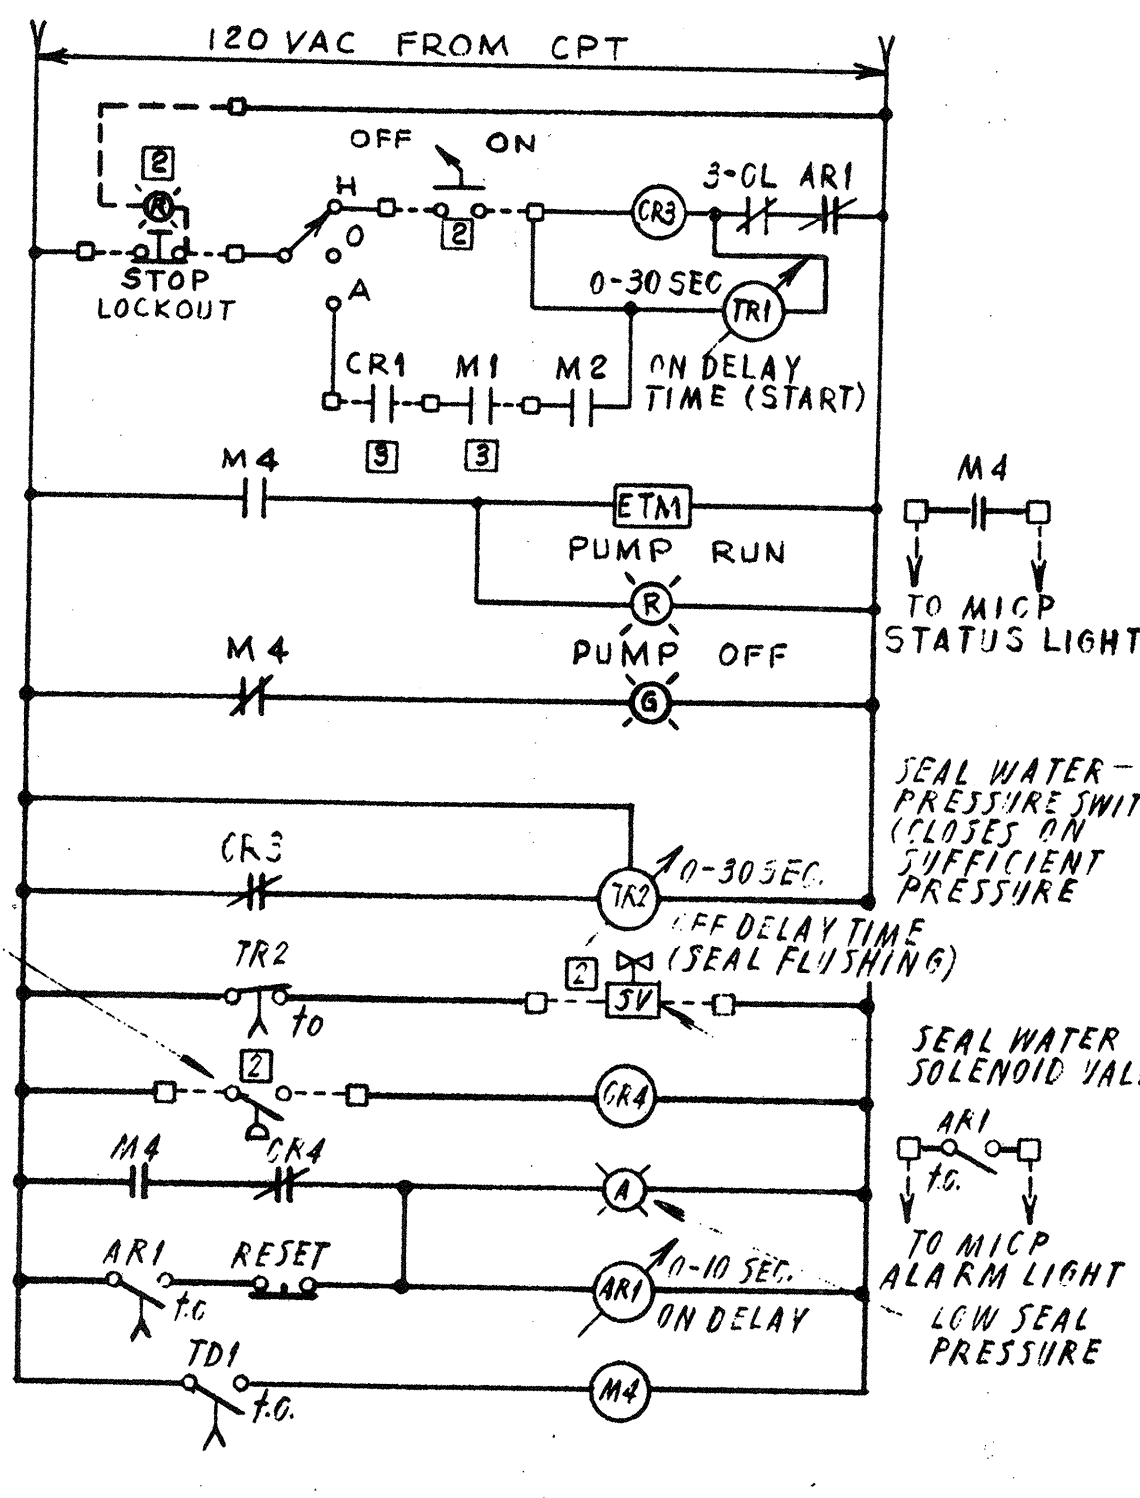 120 VAC FROM CPT
OFF ON
2
R
H
3-OL AR1
CR3
2
O
STOP
LOCKOUT
A
0-30 SEC
TR1
CR1 M1 M2
ON DELAY
TIME (START)
3 3
M4
ETM
M4
PUMP RUN
R
TO MICP
STATUS LIGHT
M4
PUMP OFF
G
SEAL WATER-
PRESSURE SWIT
(CLOSES ON
SUFFICIENT
PRESSURE
CR3
0-30 SEC.
TR2
OFF DELAY TIME
(SEAL FLUSHING)
TR2
2
SV
to
SEAL WATER
SOLENOID VAL
2
CR4
M4 CR4
A
AR1
t.c.
TO MICP
ALARM LIGHT
AR1 RESET
t.c
0-10 SEC.
AR1
ON DELAY
LOW SEAL
PRESSURE
TD1
t.c.
M4